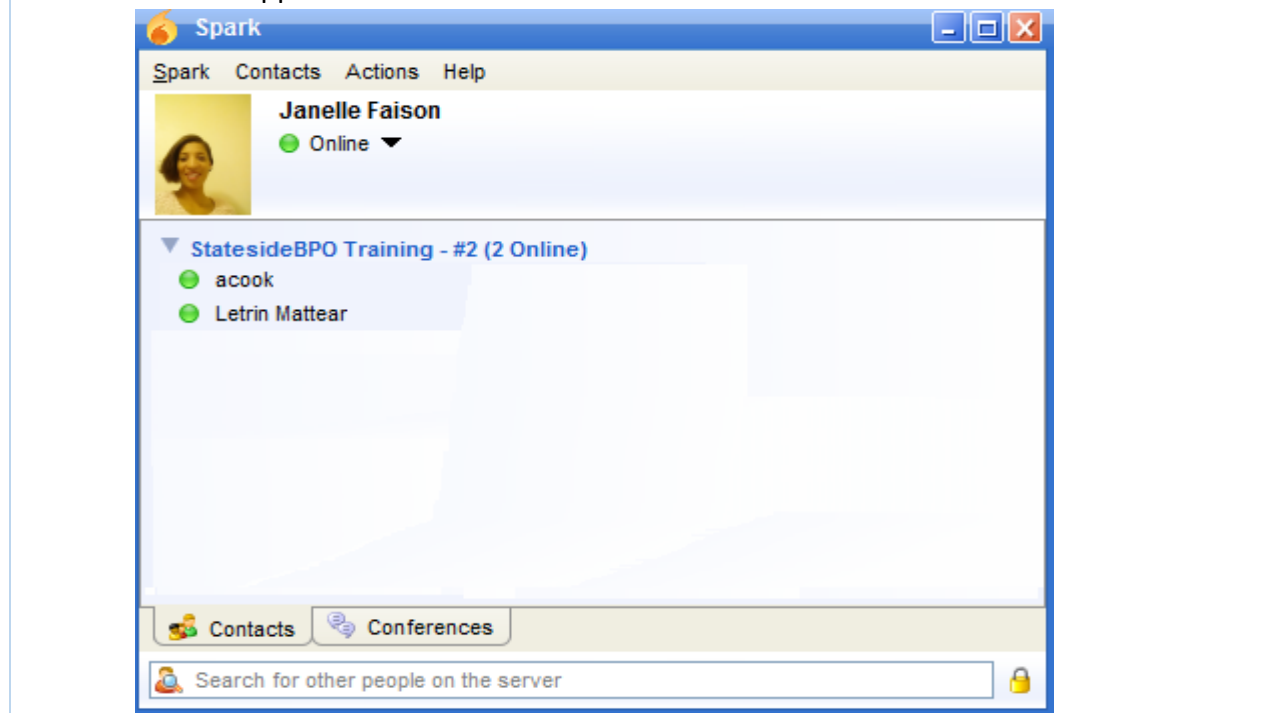 Spark
Spark Contacts Actions Help
Janelle Faison
Online
StatesideBPO Training - #2 (2 Online)
acook
Letrin Mattear
Contacts Conferences
Search for other people on the server